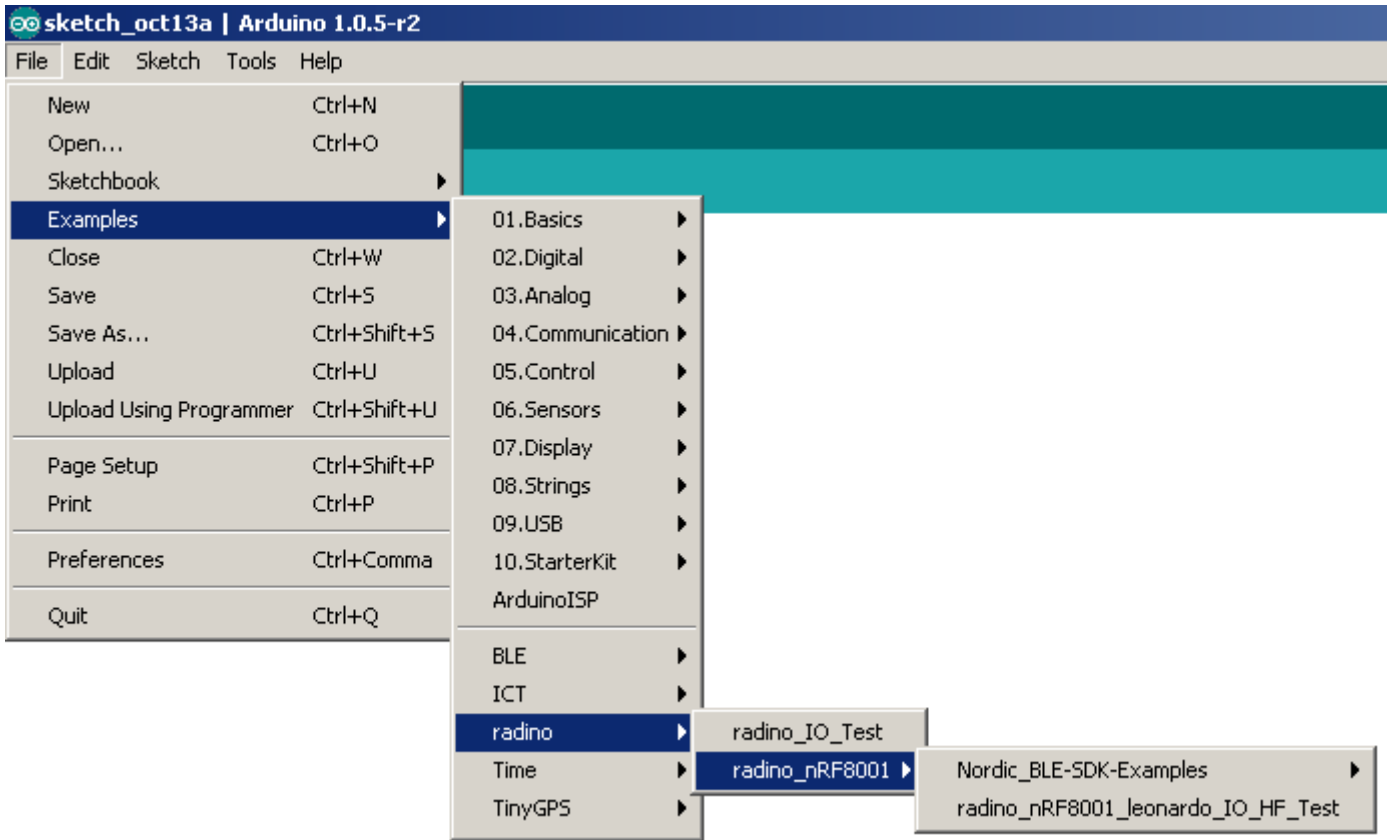 sketch_oct13a | Arduino 1.0.5-r2
File Edit Sketch Tools Help
New Ctrl+N
Open... Ctrl+O
Sketchbook
Examples
Close Ctrl+W
Save Ctrl+S
Save As... Ctrl+Shift+S
Upload Ctrl+U
Upload Using Programmer Ctrl+Shift+U
Page Setup Ctrl+Shift+P
Print Ctrl+P
Preferences Ctrl+Comma
Quit Ctrl+Q
01.Basics
02.Digital
03.Analog
04.Communication
05.Control
06.Sensors
07.Display
08.Strings
09.USB
10.StarterKit
ArduinoISP
BLE
ICT
radino
Time
TinyGPS
radino_IO_Test
radino_nRF8001
Nordic_BLE-SDK-Examples
radino_nRF8001_leonardo_IO_HF_Test